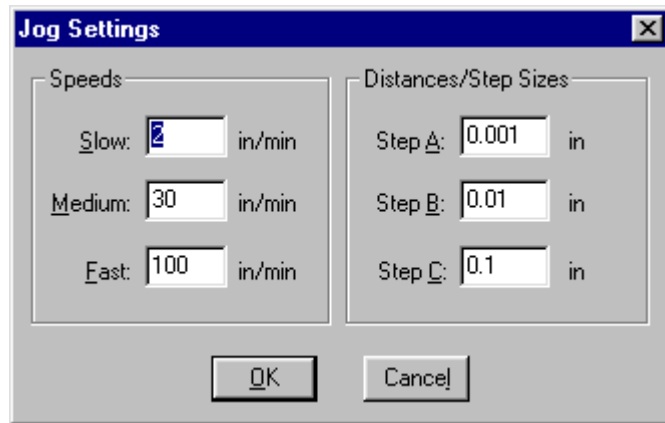 Jog Settings
Speeds
Slow: 2 in/min
Medium: 30 in/min
Fast: 100 in/min
Distances/Step Sizes
Step A: 0.001 in
Step B: 0.01 in
Step C: 0.1 in
OK Cancel